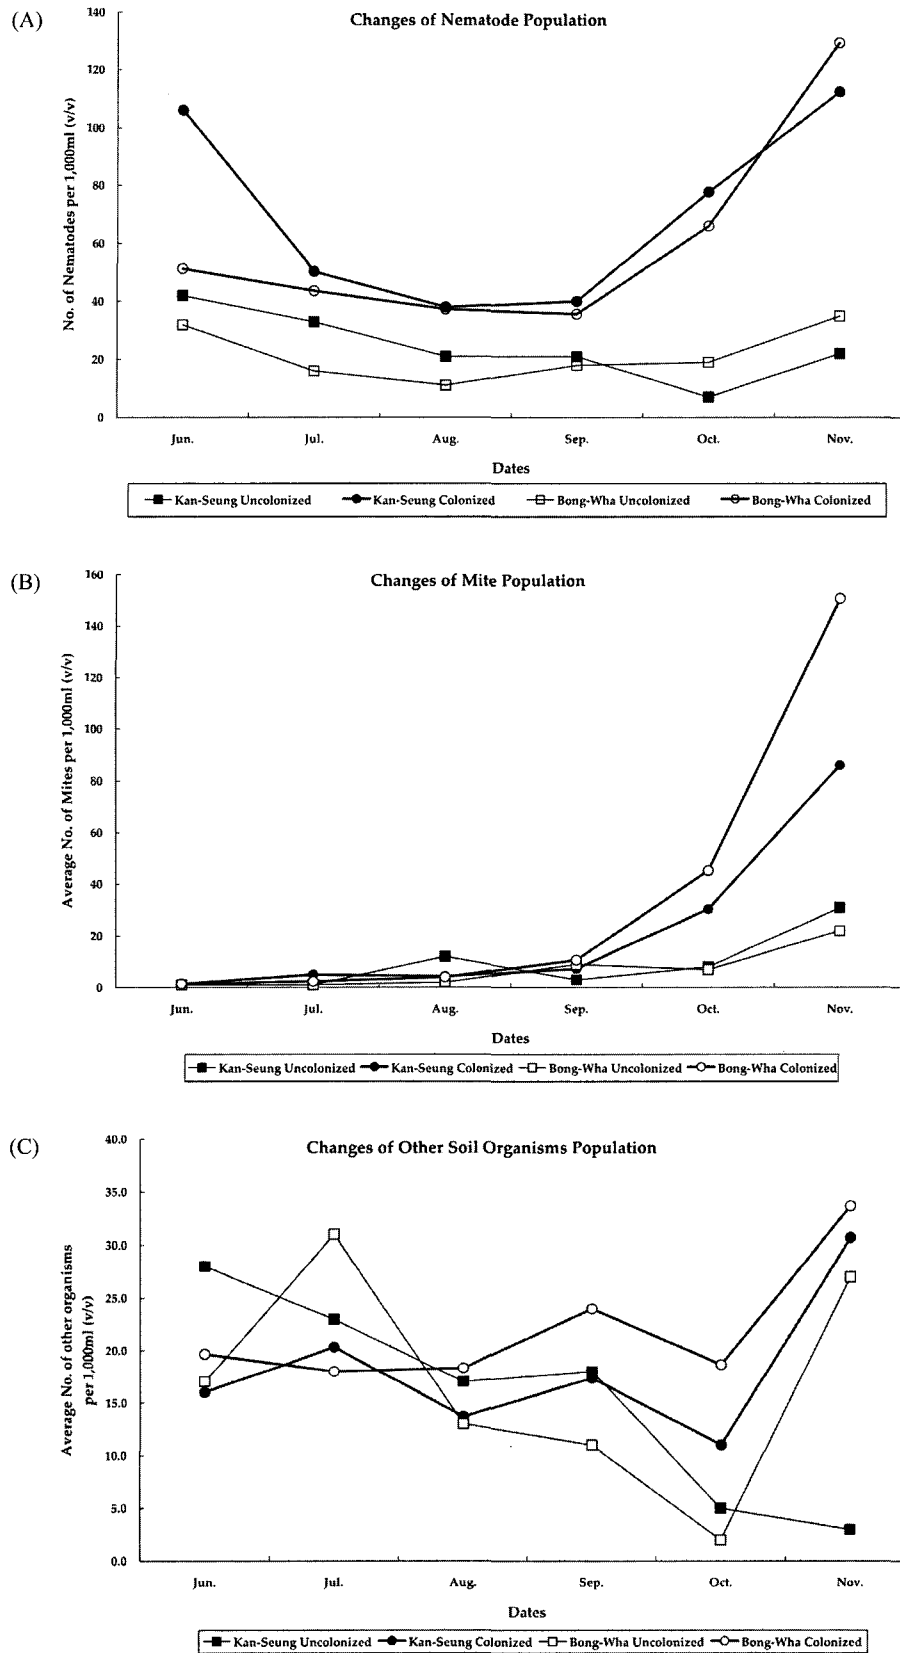 (A)
Changes of Nematode Population
No. of Nematodes per 1,000ml (v/v)
140
120
100
80
60
40
20
0
Jun. Jul. Aug. Sep. Oct. Nov.
Dates
Kan-Seung Uncolonized Kan-Seung Colonized Bong-Wha Uncolonized Bong-Wha Colonized
(B)
Changes of Mite Population
Average No. of Mites per 1,000ml (v/v)
160
140
120
100
80
60
40
20
0
Jun. Jul. Aug. Sep. Oct. Nov.
Dates
Kan-Seung Uncolonized Kan-Seung Colonized Bong-Wha Uncolonized Bong-Wha Colonized
(C)
Changes of Other Soil Organisms Population
Average No. of other organisms
per 1,000ml (v/v)
40.0
35.0
30.0
25.0
20.0
15.0
10.0
5.0
0.0
Jun. Jul. Aug. Sep. Oct. Nov.
Dates
Kan-Seung Uncolonized Kan-Seung Colonized Bong-Wha Uncolonized Bong-Wha Colonized